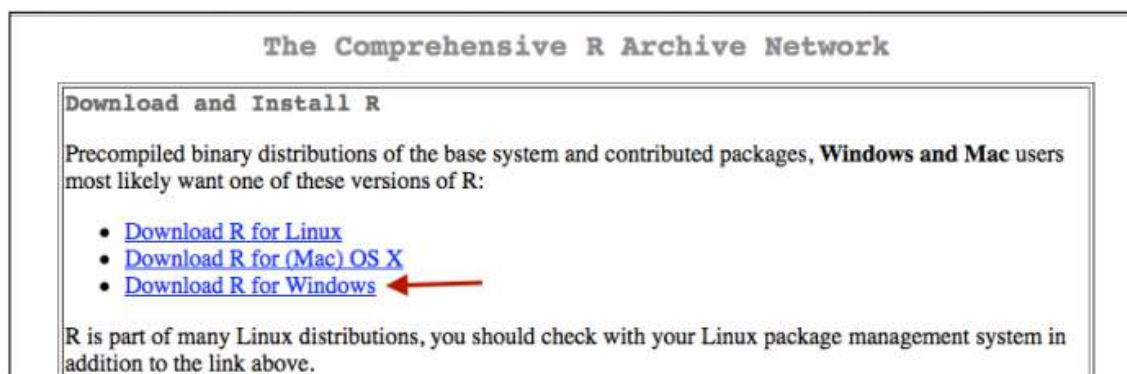 The Comprehensive R Archive Network
Download and Install R
Precompiled binary distributions of the base system and contributed packages, Windows and Mac users
most likely want one of these versions of R:
Download R for Linux
Download R for (Mac) OS X
Download R for Windows
R is part of many Linux distributions, you should check with your Linux package management system in
addition to the link above.